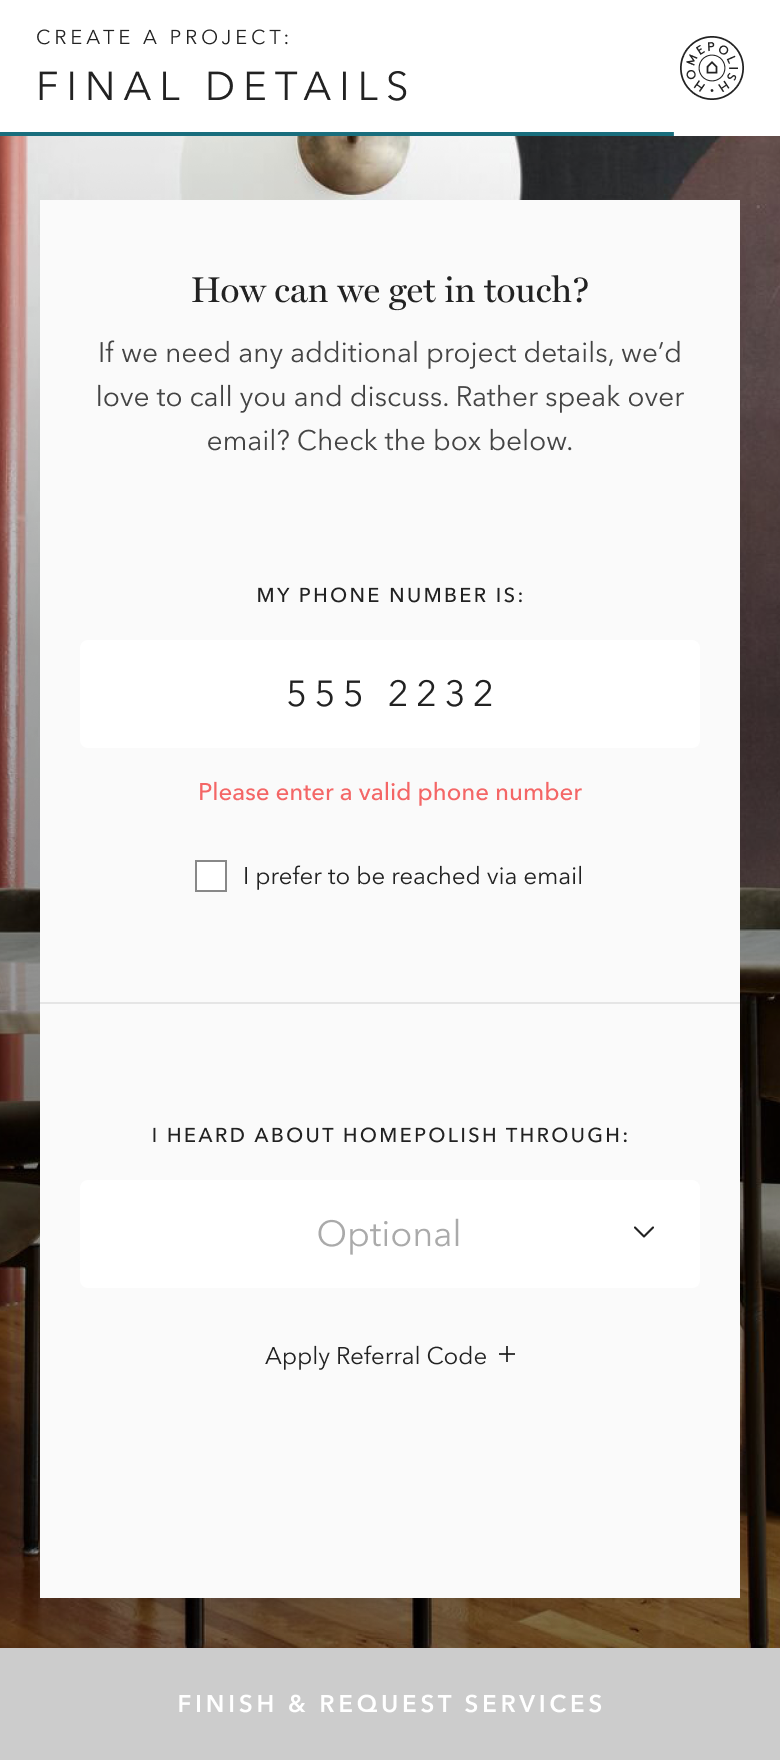 CREATE A PROJECT:
FINAL DETAILS
HOMEPOLISH
How can we get in touch?
If we need any additional project details, we’d
love to call you and discuss. Rather speak over
email? Check the box below.
MY PHONE NUMBER IS:
555 2232
Please enter a valid phone number
I prefer to be reached via email
I HEARD ABOUT HOMEPOLISH THROUGH:
Optional
Apply Referral Code +
FINISH & REQUEST SERVICES